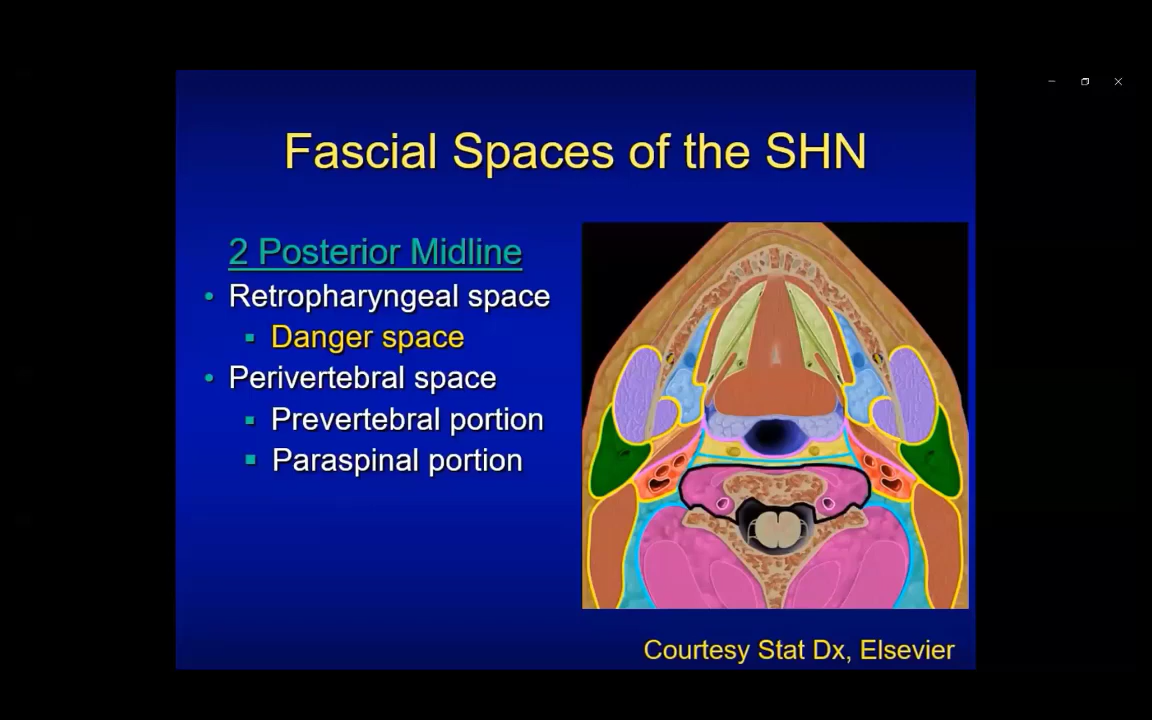 Fascial Spaces of the SHN
2 Posterior Midline
• Retropharyngeal space
▪ Danger space
• Perivertebral space
▪ Prevertebral portion
▪ Paraspinal portion
Courtesy Stat Dx, Elsevier